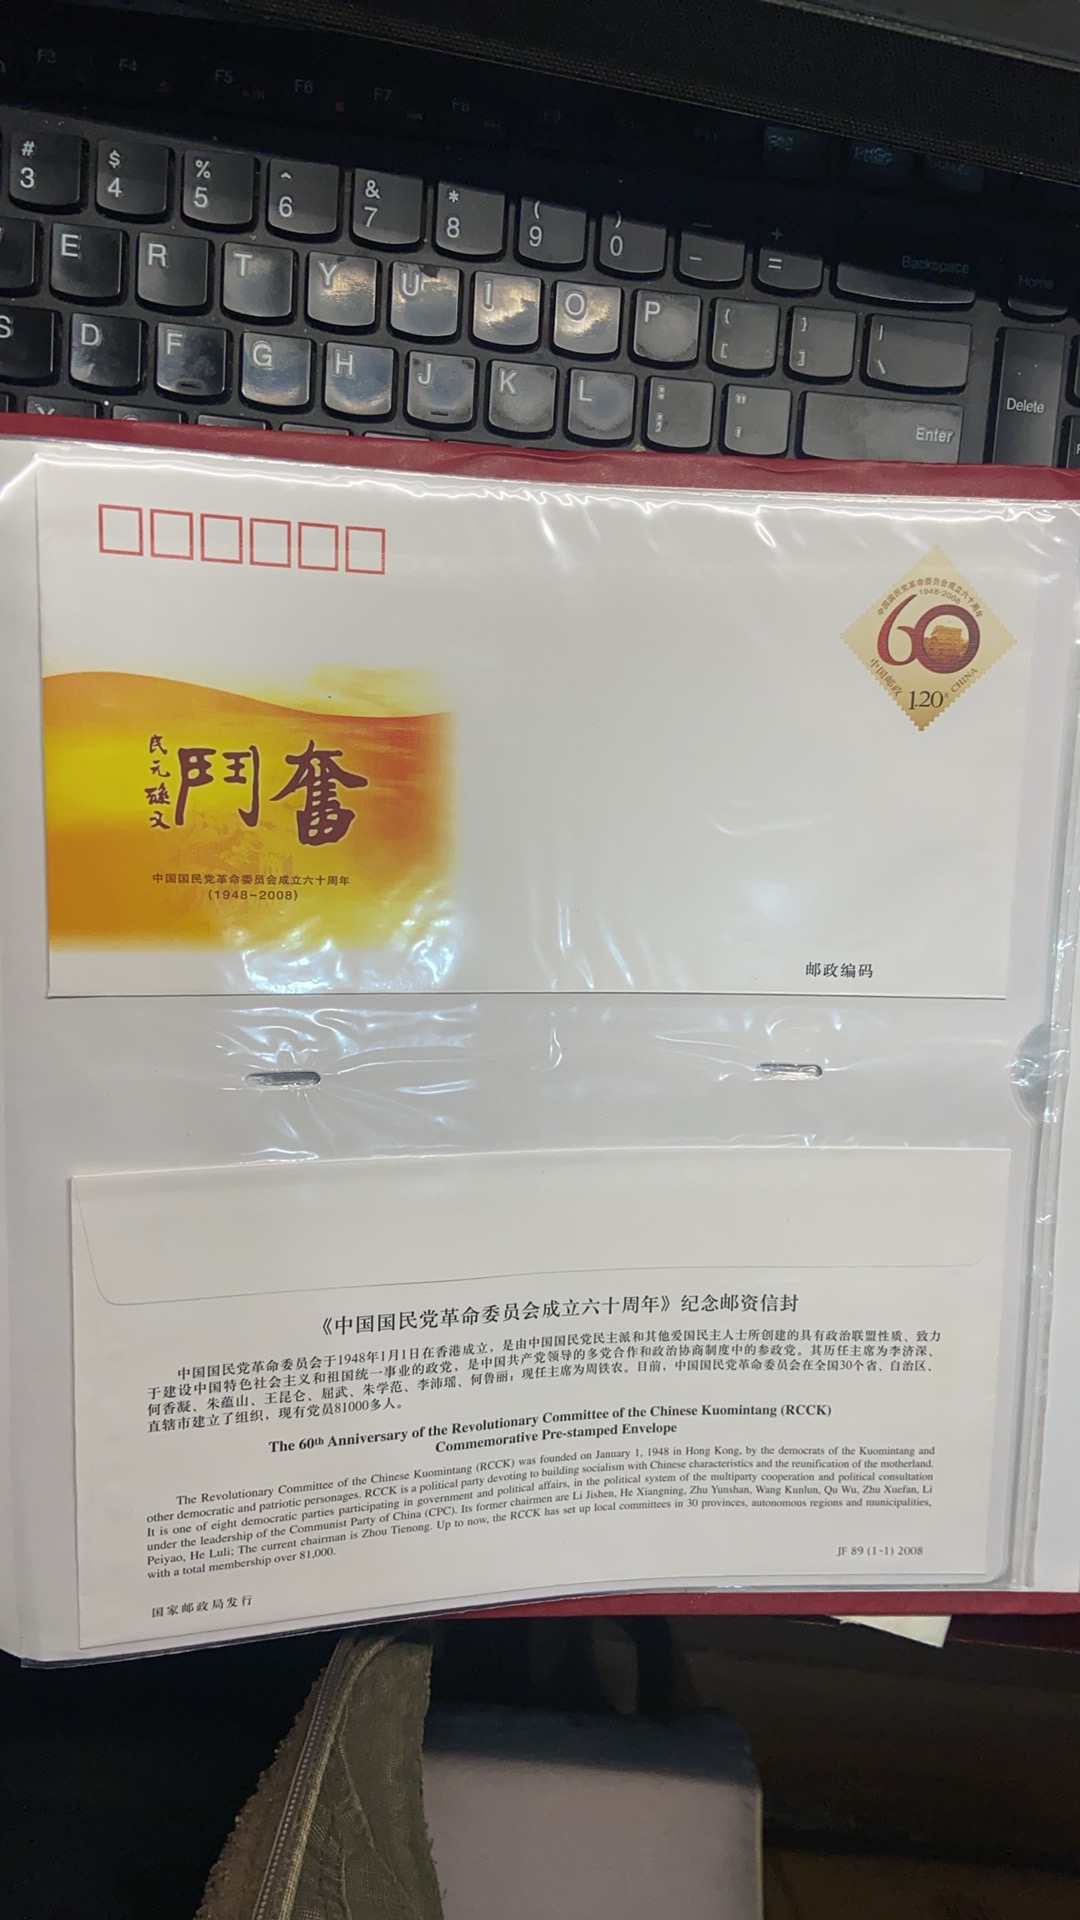 F3 F4 F5 F6 F7 F8 F9
# $ % ^ & * ( ) _ +
3 4 5 6 7 8 9 0 - = Backspace Home
E R T Y U I O P { [ } ] | \ Delete
S D F G H J K L : ; " ' Enter
中国国民党革命委员会成立六十周年
1948-2008
60
中国邮政 1.20元 CHINA
奮鬥
民元 孫文
中国国民党革命委员会成立六十周年
(1948-2008)
邮政编码
《中国国民党革命委员会成立六十周年》纪念邮资信封
中国国民党革命委员会于1948年1月1日在香港成立，是由中国国民党民主派和其他爱国民主人士所创建的具有政治联盟性质、致力
于建设中国特色社会主义和祖国统一事业的政党，是中国共产党领导的多党合作和政治协商制度中的参政党。其历任主席为李济深、
何香凝、朱蕴山、王昆仑、屈武、朱学范、李沛瑶、何鲁丽；现任主席为周铁农。目前，中国国民党革命委员会在全国30个省、自治区、
直辖市建立了组织，现有党员81000多人。
The 60th Anniversary of the Revolutionary Committee of the Chinese Kuomintang (RCCK)
Commemorative Pre-stamped Envelope
The Revolutionary Committee of the Chinese Kuomintang (RCCK) was founded on January 1, 1948 in Hong Kong, by the democrats of the Kuomintang and
other democratic and patriotic personages. RCCK is a political party devoting to building socialism with Chinese characteristics and the reunification of the motherland.
It is one of eight democratic parties participating in government and political affairs, in the political system of the multiparty cooperation and political consultation
under the leadership of the Communist Party of China (CPC). Its former chairmen are Li Jishen, He Xiangning, Zhu Yunshan, Wang Kunlun, Qu Wu, Zhu Xuefan, Li
Peiyao, He Luli; The current chairman is Zhou Tienong. Up to now, the RCCK has set up local committees in 30 provinces, autonomous regions and municipalities,
with a total membership over 81,000.
JF 89 (1-1) 2008
国家邮政局发行